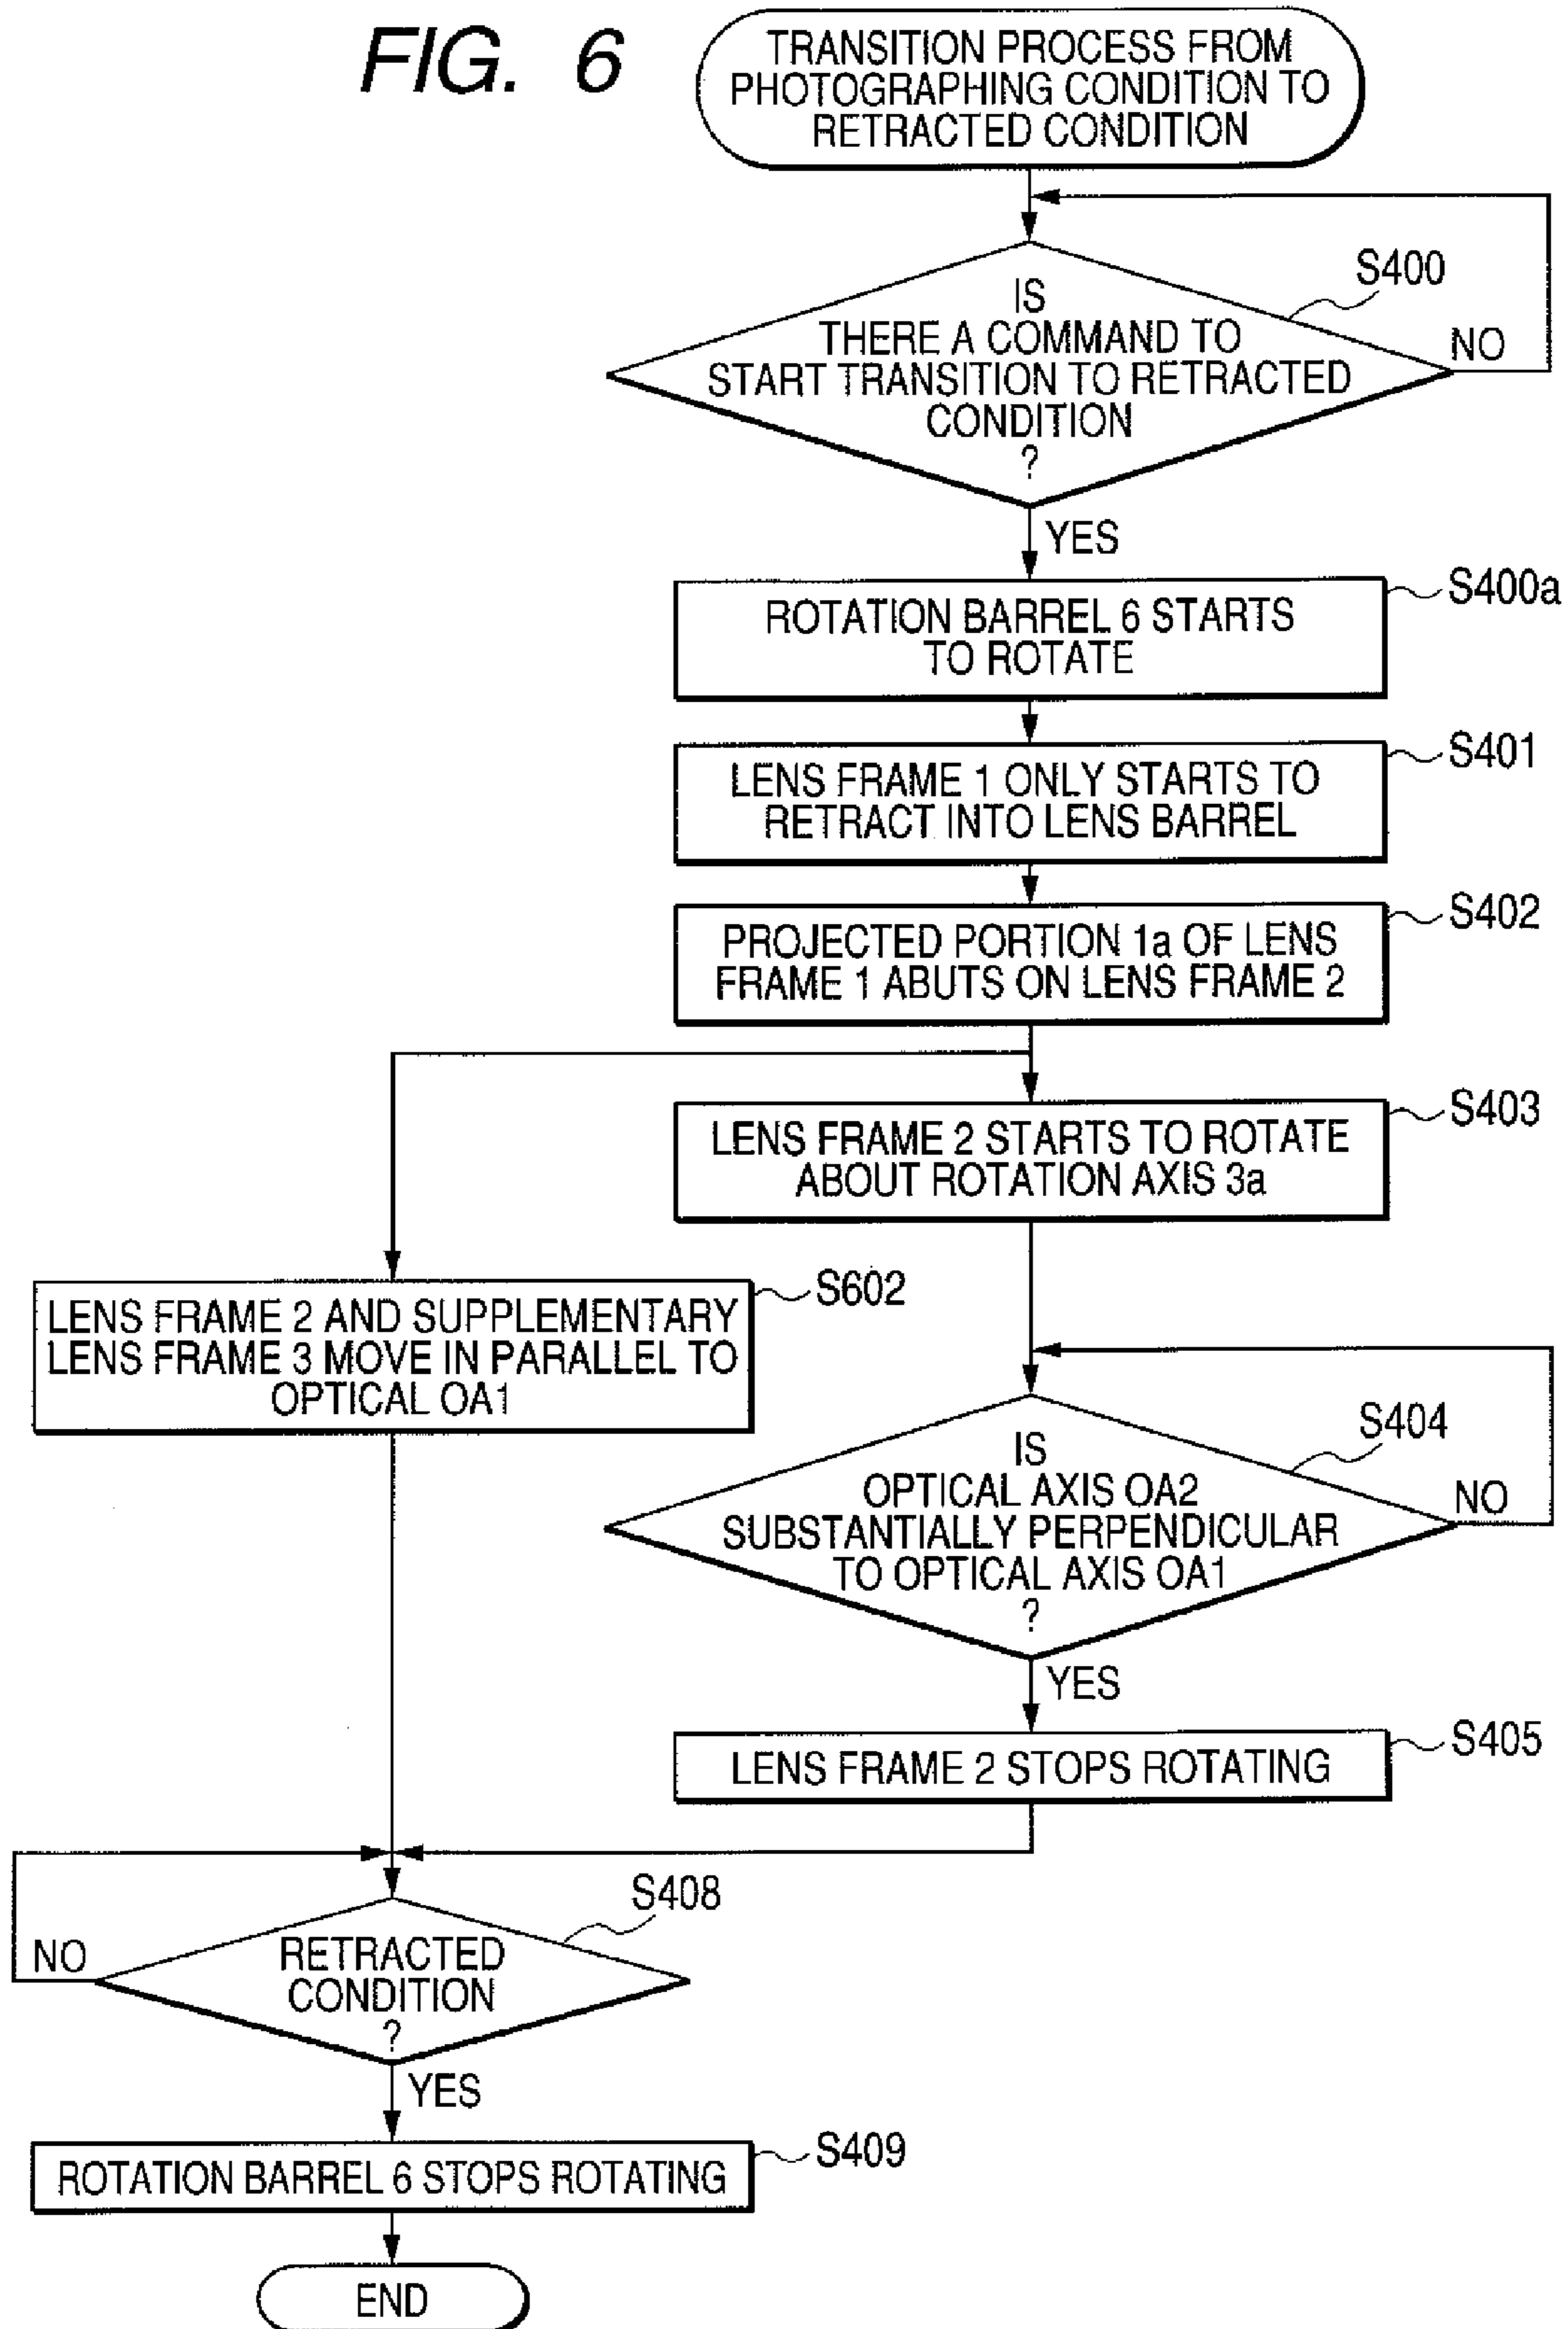 FIG. 6
TRANSITION PROCESS FROM
PHOTOGRAPHING CONDITION TO
RETRACTED CONDITION
S400
IS
THERE A COMMAND TO
START TRANSITION TO RETRACTED
CONDITION
?
NO
YES
S400a
ROTATION BARREL 6 STARTS
TO ROTATE
S401
LENS FRAME 1 ONLY STARTS TO
RETRACT INTO LENS BARREL
S402
PROJECTED PORTION 1a OF LENS
FRAME 1 ABUTS ON LENS FRAME 2
S403
LENS FRAME 2 STARTS TO ROTATE
ABOUT ROTATION AXIS 3a
S602
LENS FRAME 2 AND SUPPLEMENTARY
LENS FRAME 3 MOVE IN PARALLEL TO
OPTICAL OA1
S404
IS
OPTICAL AXIS OA2
SUBSTANTIALLY PERPENDICULAR
TO OPTICAL AXIS OA1
?
NO
YES
S405
LENS FRAME 2 STOPS ROTATING
S408
RETRACTED
CONDITION
?
NO
YES
S409
ROTATION BARREL 6 STOPS ROTATING
END